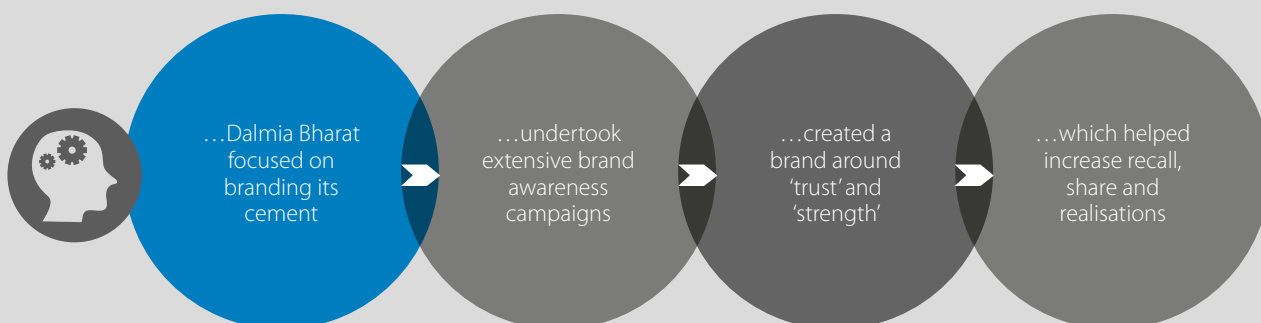 …Dalmia Bharat
focused on
branding its
cement
…undertook
extensive brand
awareness
campaigns
…created a
brand around
‘trust’ and
‘strength’
…which helped
increase recall,
share and
realisations